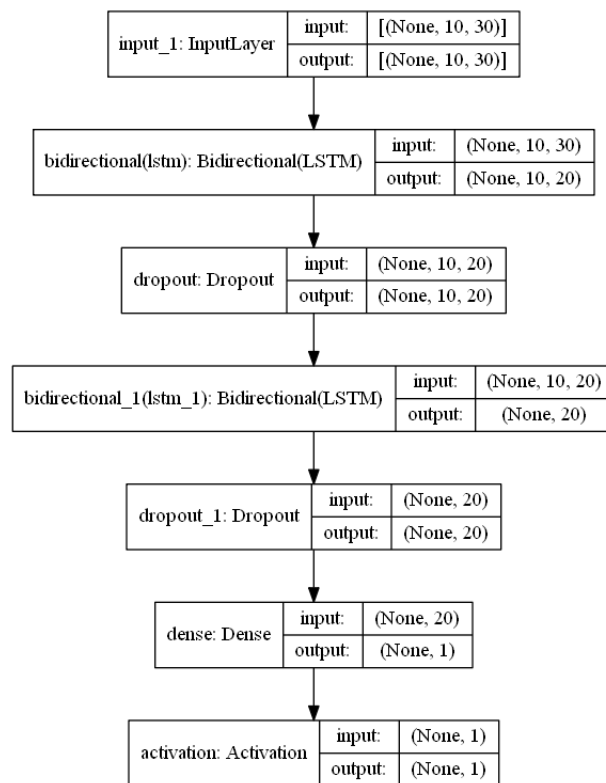 input_1: InputLayer
input: [(None, 10, 30)]
output: [(None, 10, 30)]
bidirectional(lstm): Bidirectional(LSTM)
input: (None, 10, 30)
output: (None, 10, 20)
dropout: Dropout
input: (None, 10, 20)
output: (None, 10, 20)
bidirectional_1(lstm_1): Bidirectional(LSTM)
input: (None, 10, 20)
output: (None, 20)
dropout_1: Dropout
input: (None, 20)
output: (None, 20)
dense: Dense
input: (None, 20)
output: (None, 1)
activation: Activation
input: (None, 1)
output: (None, 1)